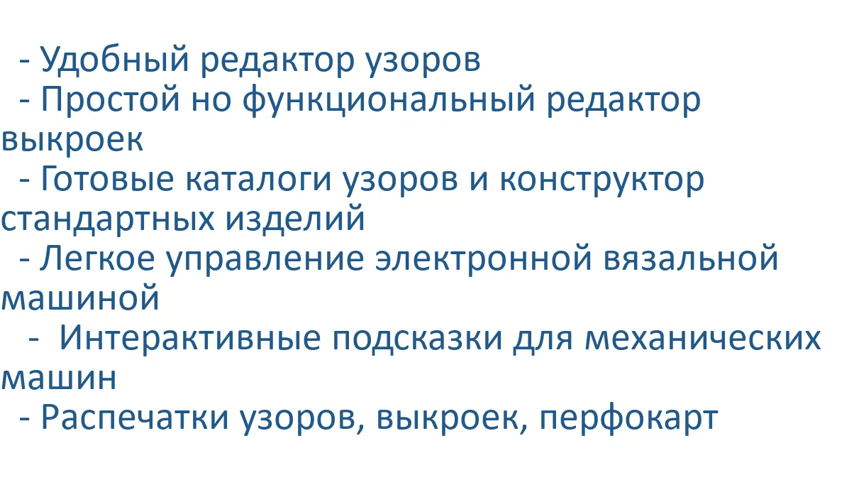 - Удобный редактор узоров
- Простой но функциональный редактор
выкроек
- Готовые каталоги узоров и конструктор
стандартных изделий
- Легкое управление электронной вязальной
машиной
- Интерактивные подсказки для механических
машин
- Распечатки узоров, выкроек, перфокарт